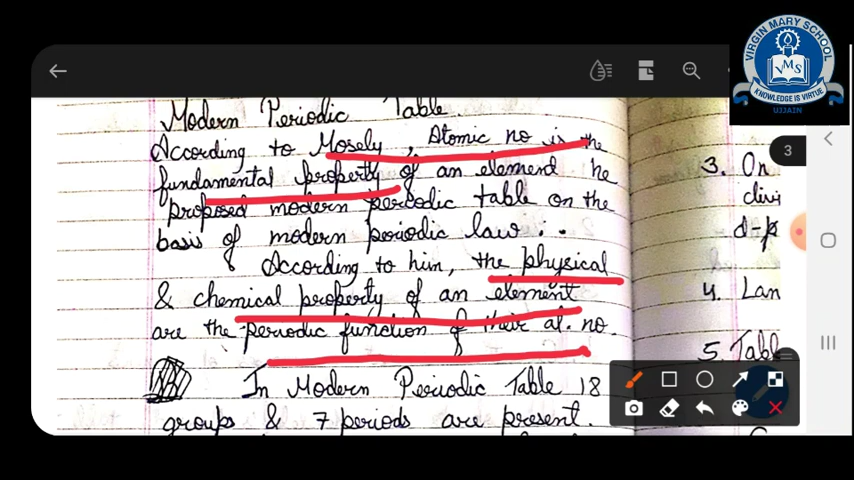 VIRGIN MARY SCHOOL
VMS
KNOWLEDGE IS VIRTUE
UJJAIN
3
Modern Periodic Table
According to Mosely, Atomic no is the
fundamental property of an element he
proposed modern periodic table on the
basis of modern periodic law :.
According to him, the physical
& chemical property of an element
are the periodic function of their at. no.
In Modern Periodic Table 18
groups & 7 periods are present.
3. On
divi
d-p
4. Lan
5. Table